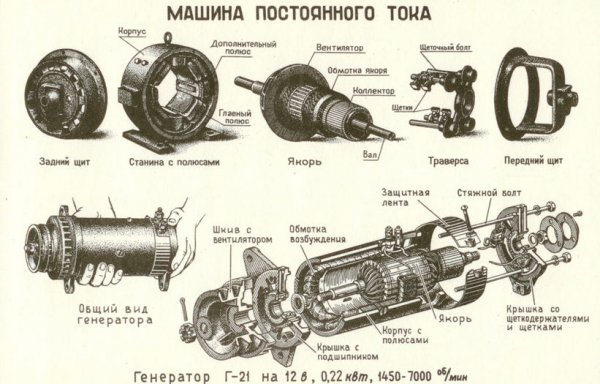 МАШИНА ПОСТОЯННОГО ТОКА
Корпус
Дополнительный
полюс
Главный
полюс
Вентилятор
Обмотка якоря
Коллектор
Вал
Щеточный болт
Щетки
Задний щит
Станина с полюсами
Якорь
Траверса
Передний щит
Общий вид
генератора
Шкив с
вентилятором
Обмотка
возбуждения
Защитная
лента
Стяжной болт
Крышка с
подшипником
Корпус с
полюсами
Якорь
Крышка со
щеткодержателями
и щетками
Генератор Г-21 на 12 в, 0,22 квт, 1450-7000 об/мин